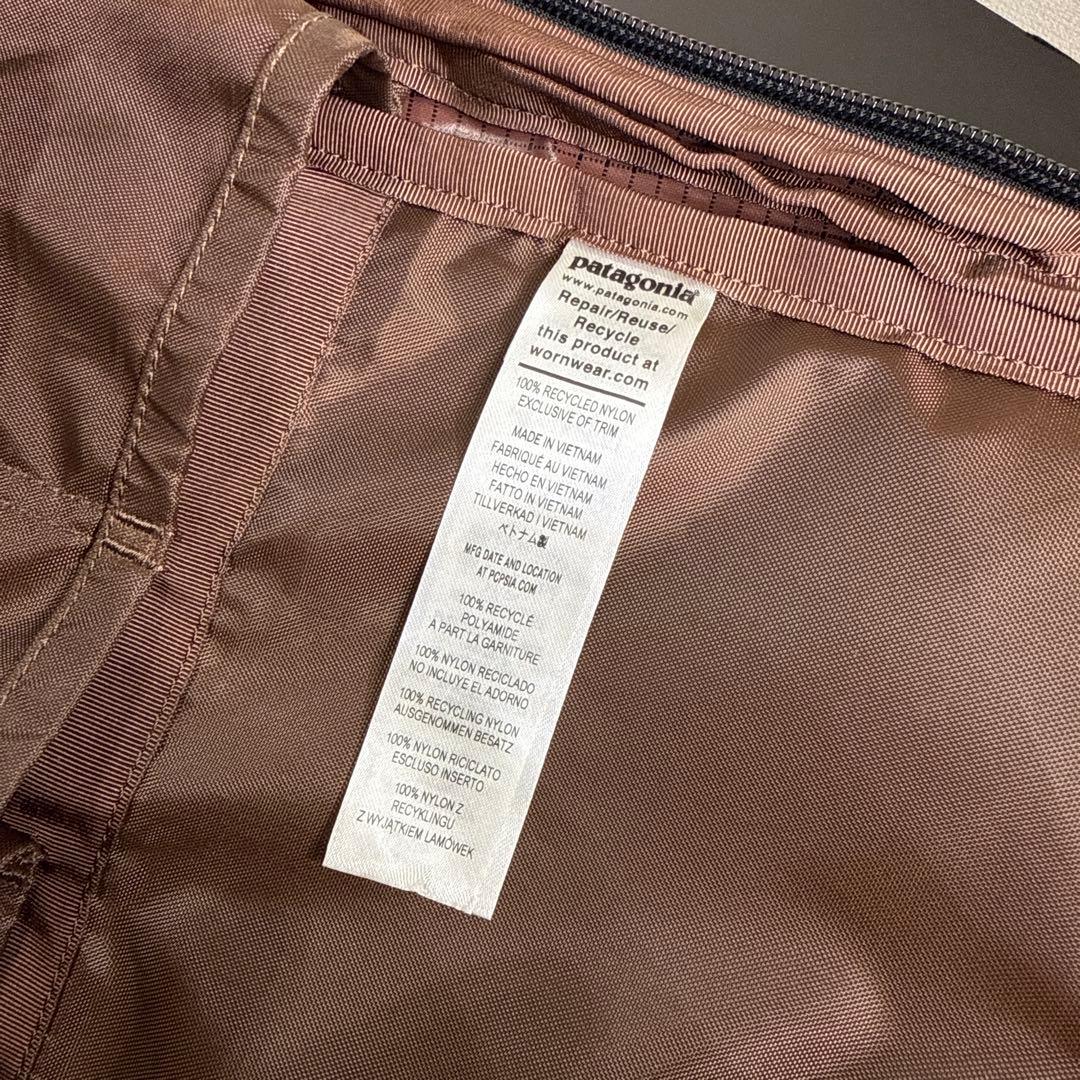 patagonia®
www.patagonia.com
Repair/Reuse/
Recycle
this product at
wornwear.com
100% RECYCLED NYLON
EXCLUSIVE OF TRIM
MADE IN VIETNAM
FABRIQUÉ AU VIETNAM
HECHO EN VIETNAM
FATTO IN VIETNAM
TILLVERKAD I VIETNAM
ベトナム製
MFG DATE AND LOCATION
AT PCPSIA.COM
100% RECYCLÉ
POLYAMIDE
A PART LA GARNITURE
100% NYLON RECICLADO
NO INCLUYE EL ADORNO
100% RECYCLING NYLON
AUSGENOMMEN BESATZ
100% NYLON RICICLATO
ESCLUSO INSERTO
100% NYLON Z
RECYKLINGU
Z WYJĄTKIEM LAMÓWEK